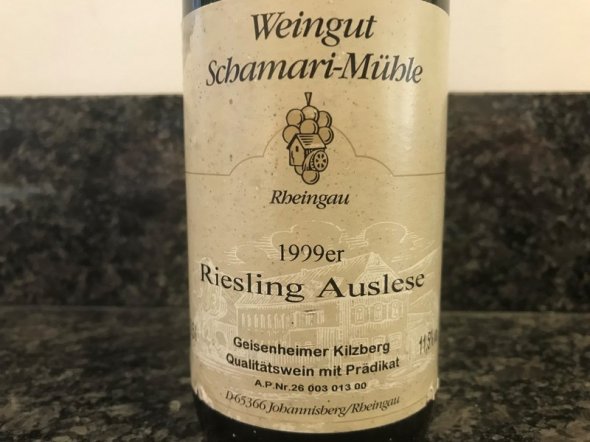 Weingut
Schamari-Mühle
Rheingau
1999er
Riesling Auslese
Geisenheimer Kilzberg
Qualitätswein mit Prädikat
A.P.Nr.26 003 013 00
D-65366 Johannisberg/Rheingau